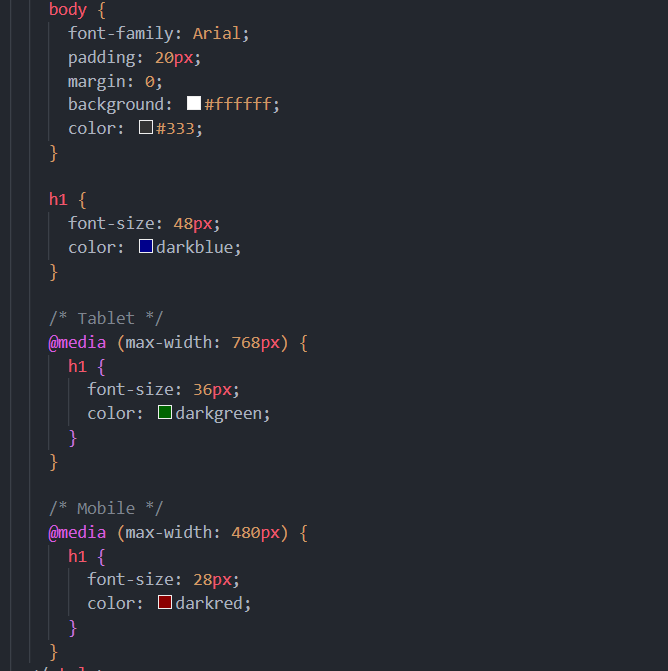 body {
font-family: Arial;
padding: 20px;
margin: 0;
background: #ffffff;
color: #333;
}
h1 {
font-size: 48px;
color: darkblue;
}
/* Tablet */
@media (max-width: 768px) {
h1 {
font-size: 36px;
color: darkgreen;
}
}
/* Mobile */
@media (max-width: 480px) {
h1 {
font-size: 28px;
color: darkred;
}
}